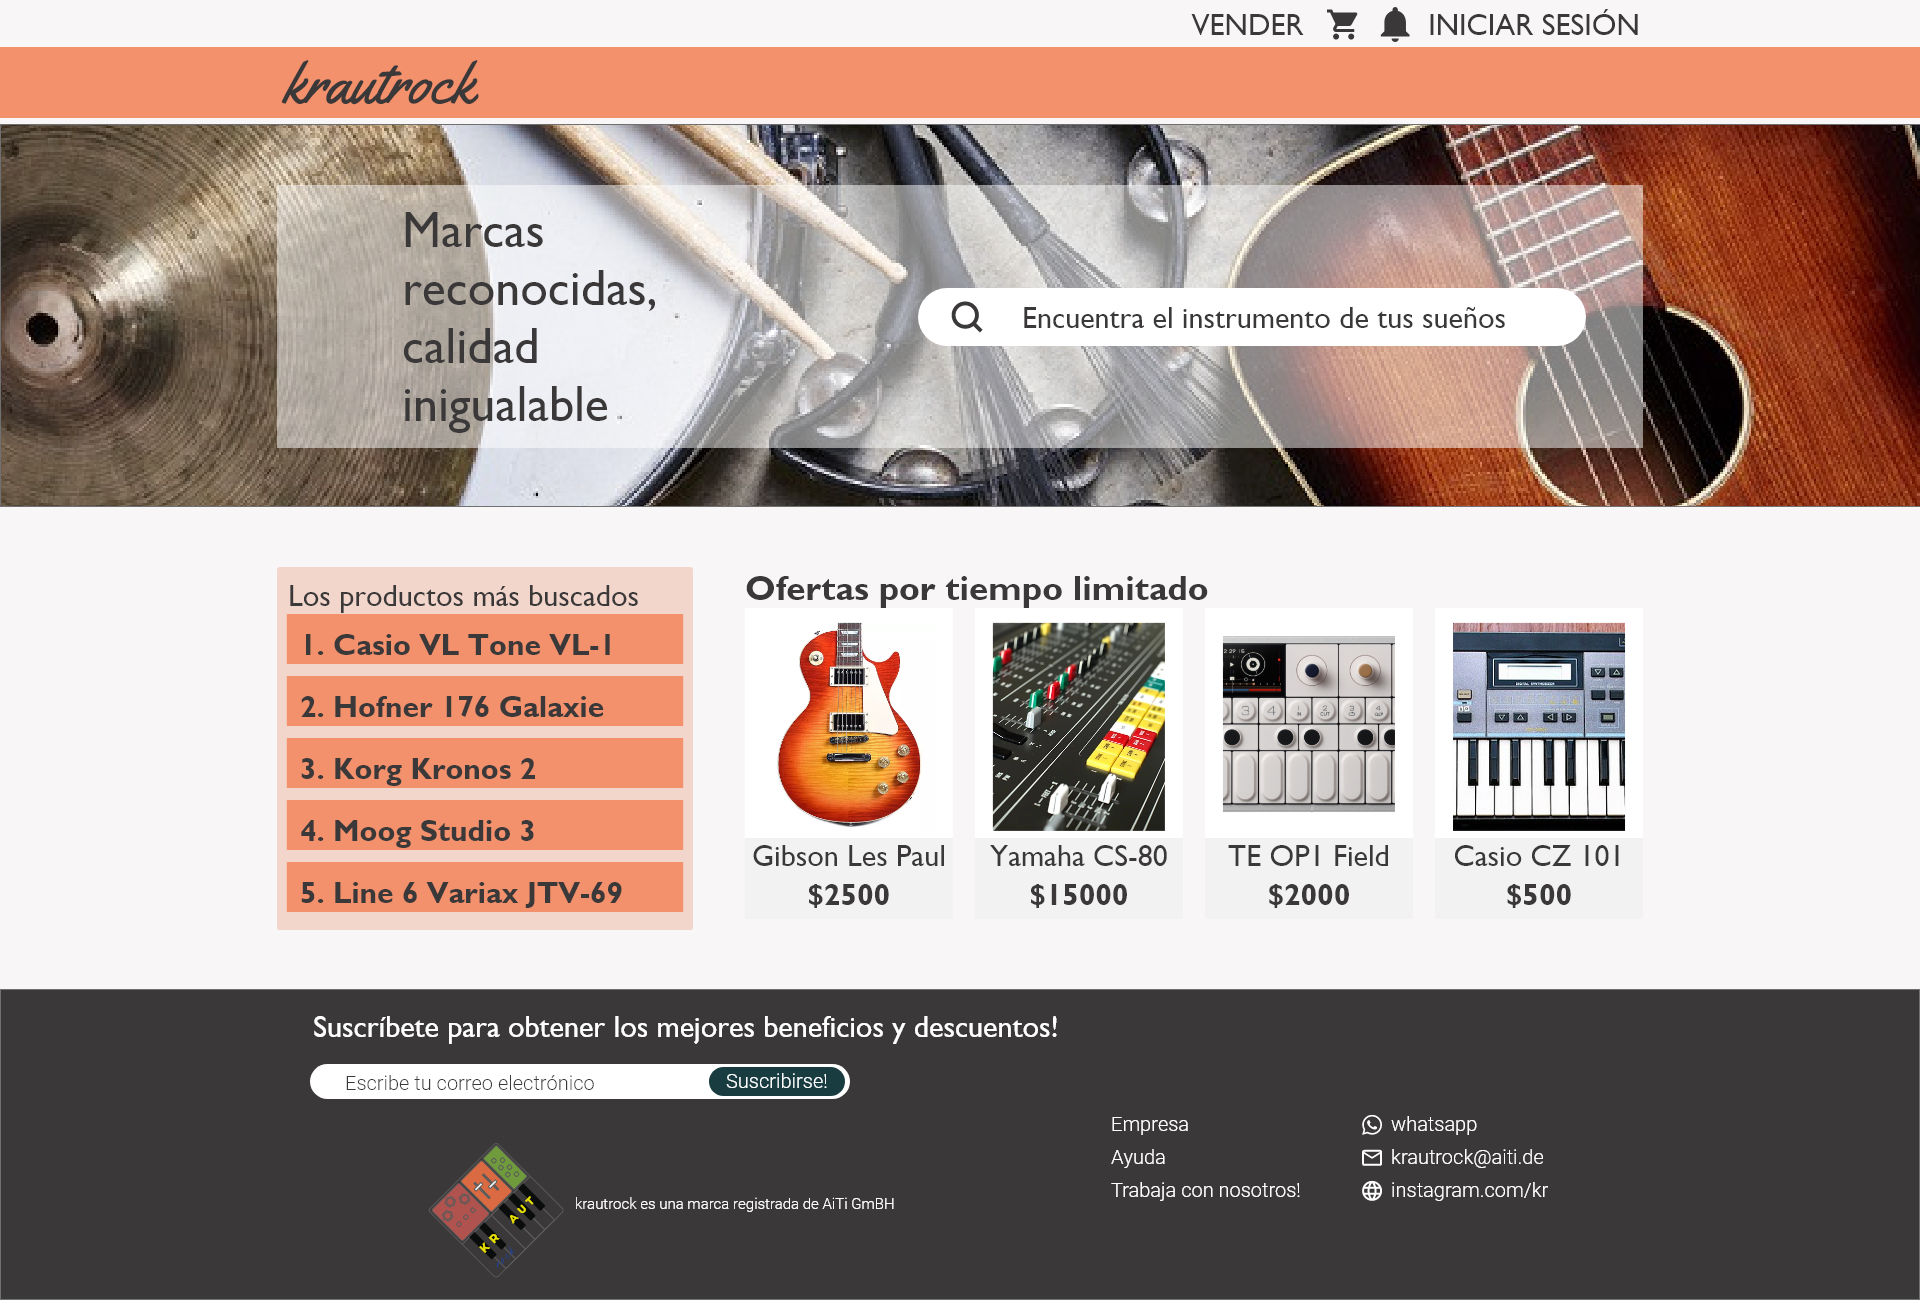 VENDER INICIAR SESIÓN
krautrock
Marcas
reconocidas,
calidad
inigualable
Encuentra el instrumento de tus sueños
Los productos más buscados
1. Casio VL Tone VL-1
2. Hofner 176 Galaxie
3. Korg Kronos 2
4. Moog Studio 3
5. Line 6 Variax JTV-69
Ofertas por tiempo limitado
Gibson Les Paul
$2500
Yamaha CS-80
$15000
TE OP1 Field
$2000
Casio CZ 101
$500
Suscríbete para obtener los mejores beneficios y descuentos!
Escribe tu correo electrónico
Suscribirse!
KR AUT
krautrock es una marca registrada de AiTi GmBH
Empresa
Ayuda
Trabaja con nosotros!
whatsapp
krautrock@aiti.de
instagram.com/kr